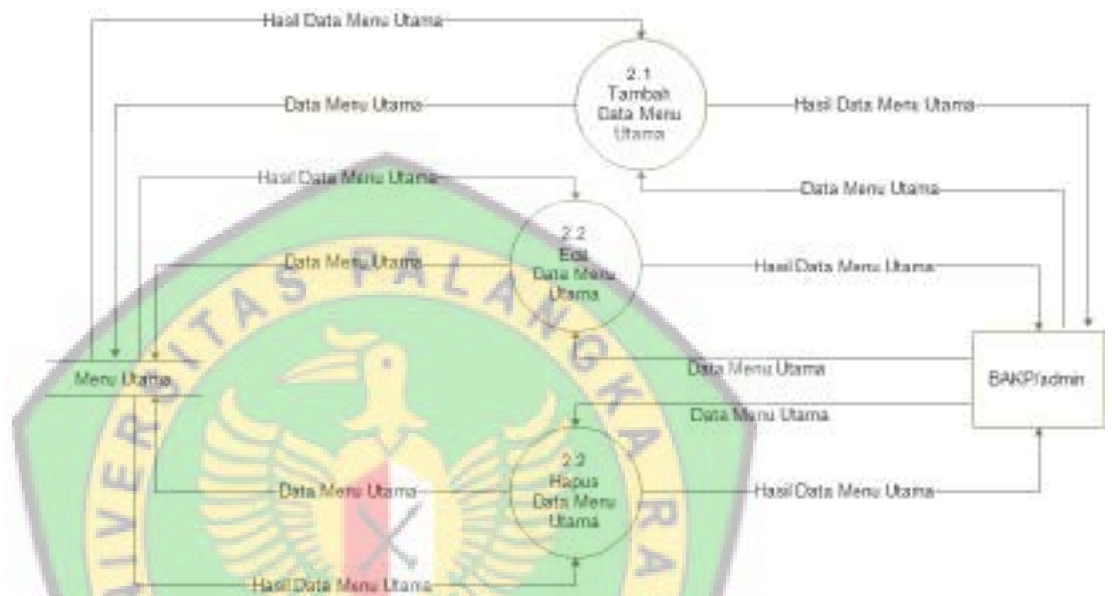 Hasil Data Menu Utama
2.1
Tambah
Data Menu
Utama
Data Menu Utama
Hasil Data Menu Utama
Data Menu Utama
Hasil Data Menu Utama
2.2
Edit
Data Menu
Utama
Data Menu Utama
Hasil Data Menu Utama
Data Menu Utama
Menu Utama
BAKP/admin
Data Menu Utama
2.2
Hapus
Data Menu
Utama
Data Menu Utama
Hasil Data Menu Utama
Hasil Data Menu Utama
UNIVERSITAS PALANGKA RA